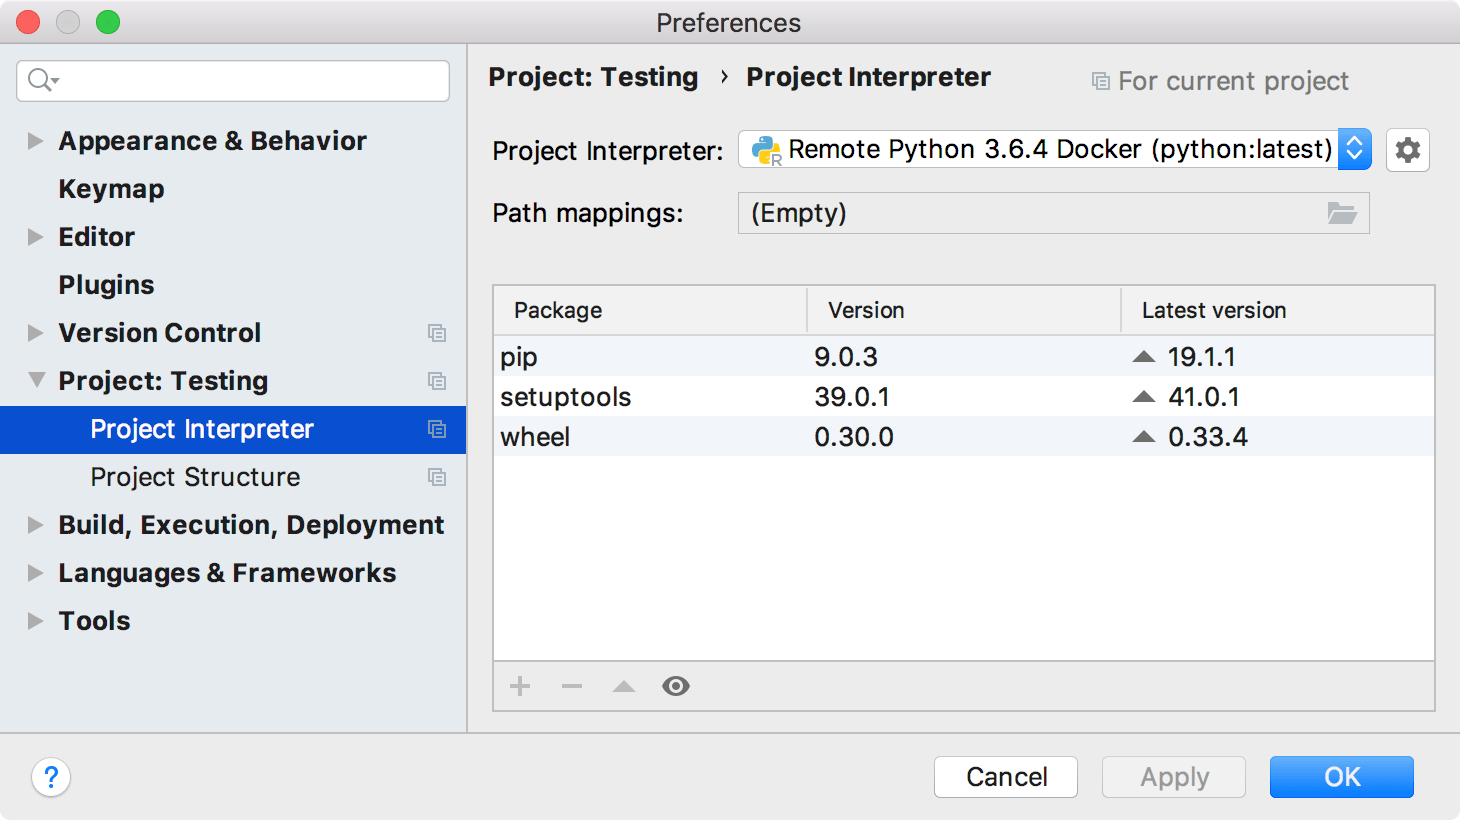 Preferences
Appearance & Behavior
Keymap
Editor
Plugins
Version Control
Project: Testing
Project Interpreter
Project Structure
Build, Execution, Deployment
Languages & Frameworks
Tools
Project: Testing › Project Interpreter
For current project
Project Interpreter: Remote Python 3.6.4 Docker (python:latest)
Path mappings: (Empty)
Package Version Latest version
pip 9.0.3 19.1.1
setuptools 39.0.1 41.0.1
wheel 0.30.0 0.33.4
? Cancel Apply OK